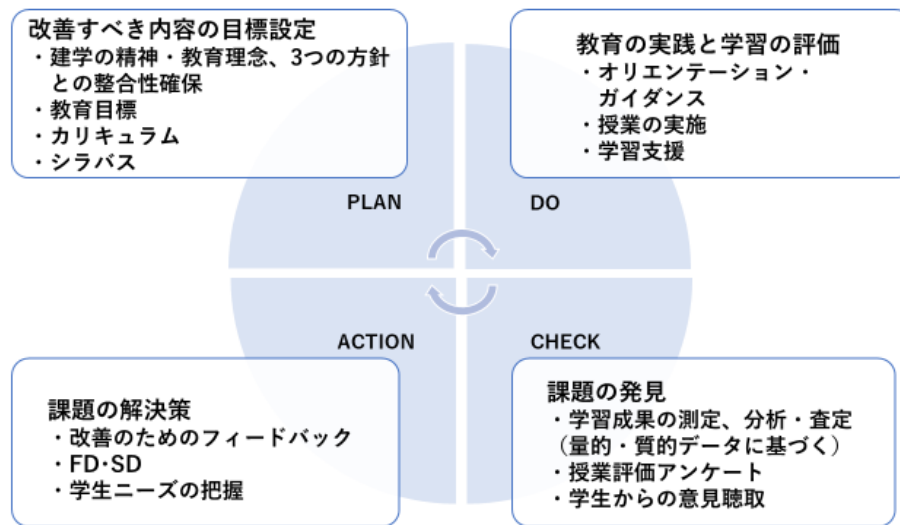 改善すべき内容の目標設定
・建学の精神・教育理念、3つの方針
との整合性確保
・教育目標
・カリキュラム
・シラバス
教育の実践と学習の評価
・オリエンテーション・
ガイダンス
・授業の実施
・学習支援
PLAN
DO
ACTION
CHECK
課題の解決策
・改善のためのフィードバック
・FD･SD
・学生ニーズの把握
課題の発見
・学習成果の測定、分析・査定
（量的・質的データに基づく）
・授業評価アンケート
・学生からの意見聴取